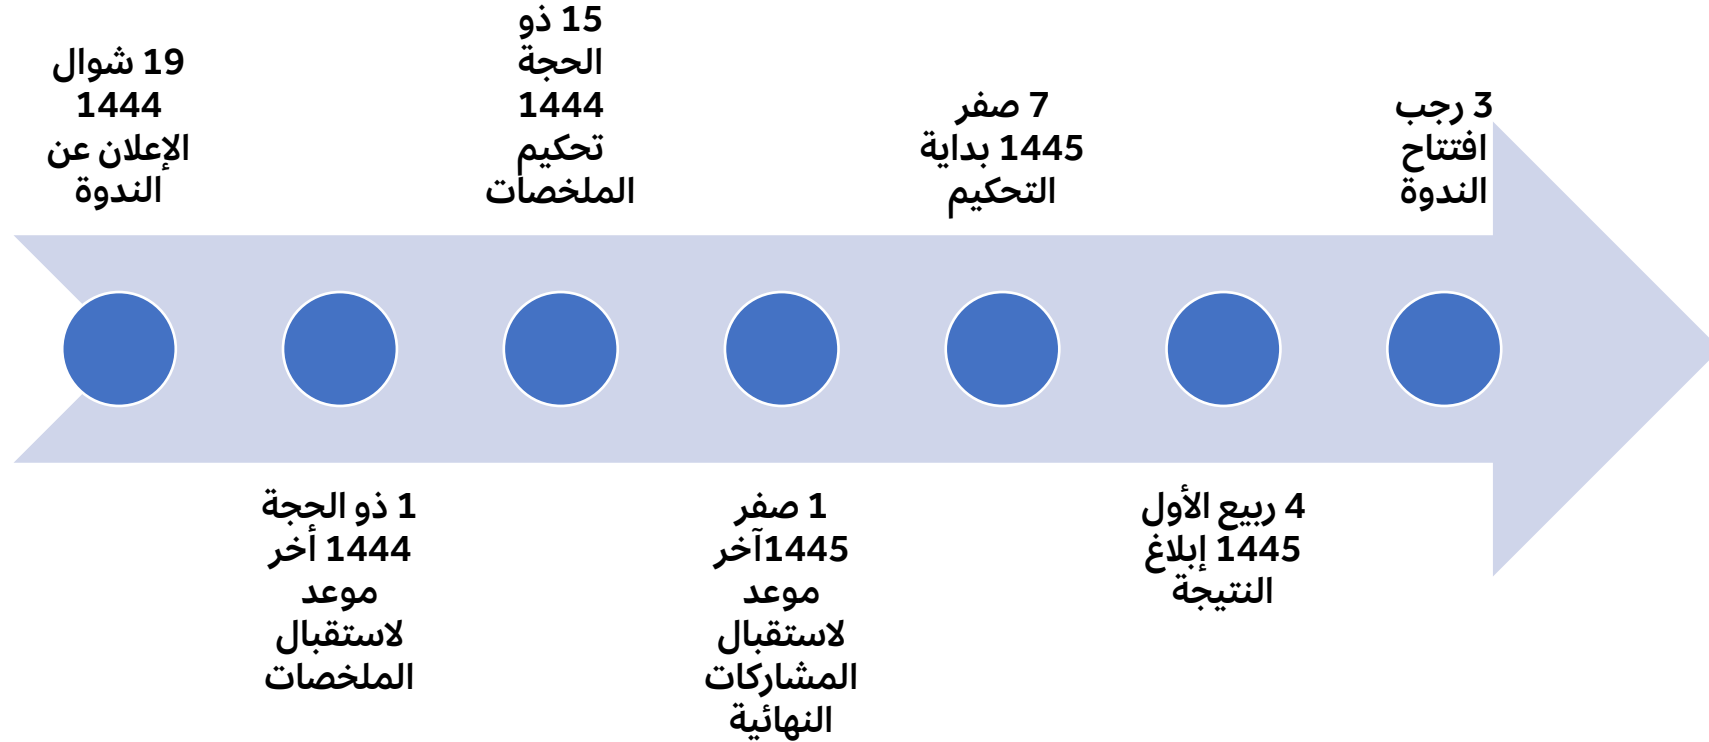 19 شوال
1444
الإعلان عن
الندوة
1 ذو الحجة
1444 أخر
موعد
لاستقبال
الملخصات
15 ذو
الحجة
1444
تحكيم
الملخصات
1 صفر
1445آخر
موعد
لاستقبال
المشاركات
النهائية
7 صفر
1445 بداية
التحكيم
4 ربيع الأول
1445 إبلاغ
النتيجة
3 رجب
افتتاح
الندوة